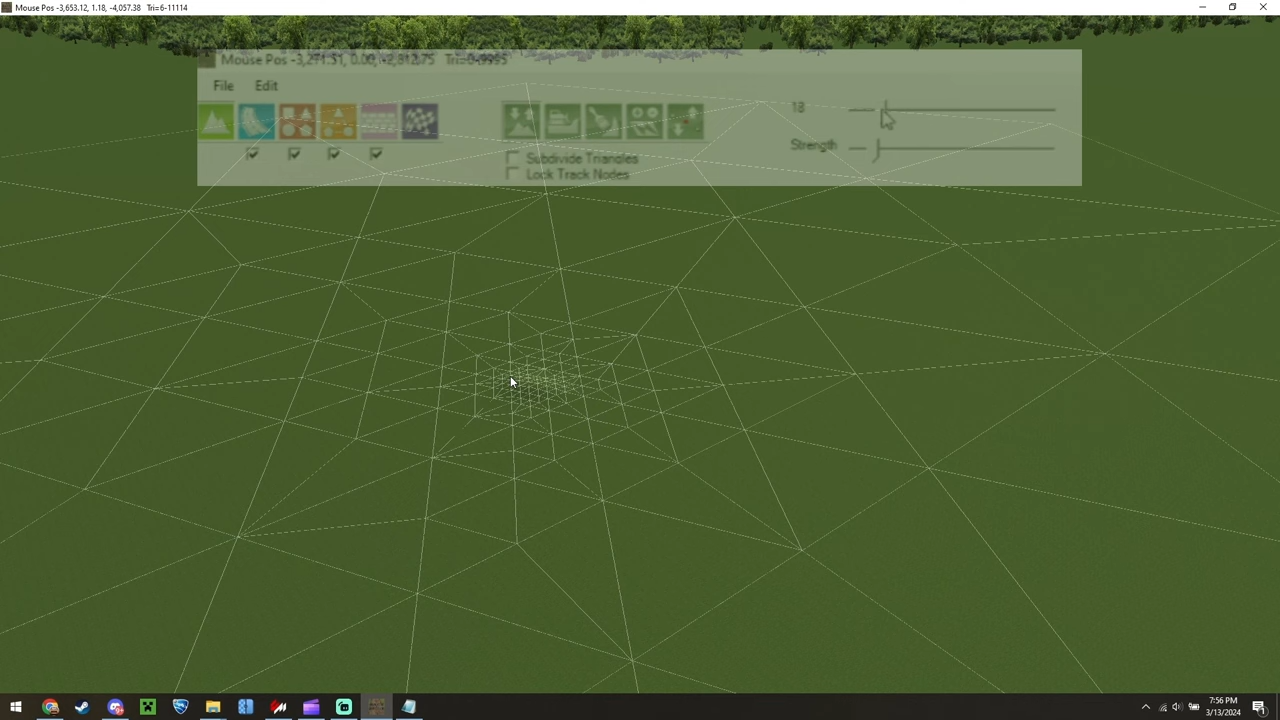 Mouse Pos -3,653.12, 1.18, -4,057.38 Tri=6-11114
File Edit
18
Strength
Subdivide Triangles
Lock Track Nodes
7:56 PM
3/13/2024